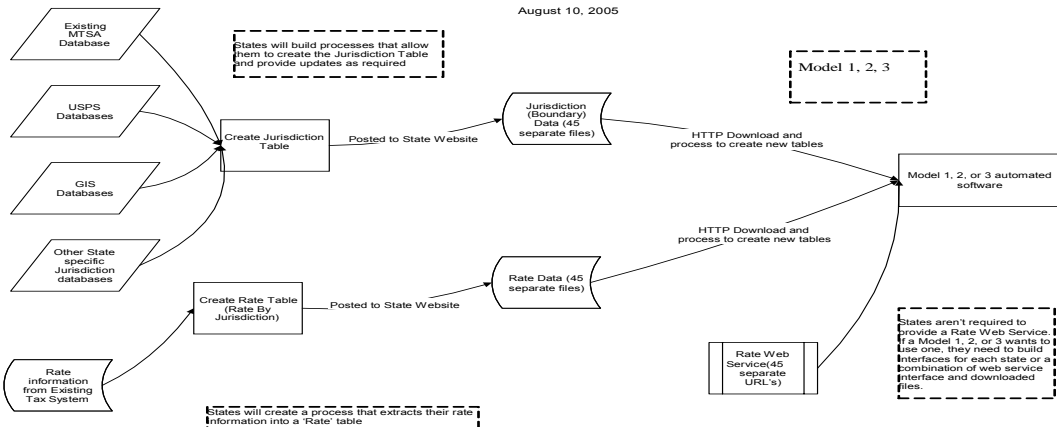 August 10, 2005
Existing
MTSA
Database
States will build processes that allow
them to create the Jurisdiction Table
and provide updates as required
Model 1, 2, 3
USPS
Databases
Create Jurisdiction
Table
Posted to State Website
Jurisdiction
(Boundary)
Data (45
separate files)
HTTP Download and
process to create new tables
Model 1, 2, or 3 automated
software
GIS
Databases
Other State
specific
Jurisdiction
databases
HTTP Download and
process to create new tables
Create Rate Table
(Rate By
Jurisdiction)
Posted to State Website
Rate Data (45
separate files)
Rate
information
from Existing
Tax System
Rate Web
Service(45
separate
URL's)
States aren't required to
provide a Rate Web Service.
If a Model 1, 2, or 3 wants to
use one, they need to build
interfaces for each state or a
combination of web service
interface and downloaded
files.
States will create a process that extracts their rate
information into a 'Rate' table